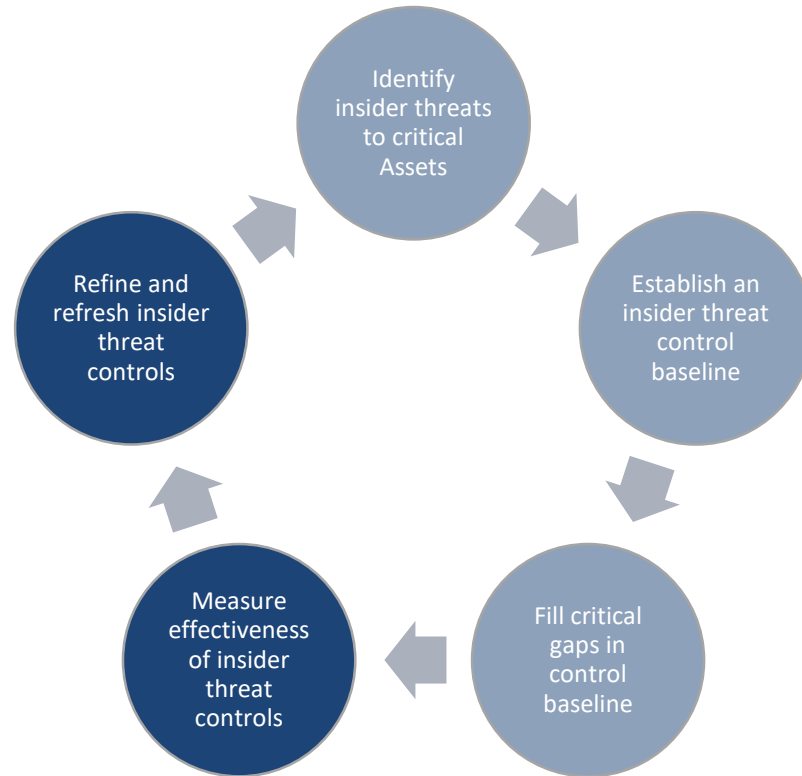 Identify
insider threats
to critical
Assets
Establish an
insider threat
control
baseline
Fill critical
gaps in
control
baseline
Measure
effectiveness
of insider
threat
controls
Refine and
refresh insider
threat
controls